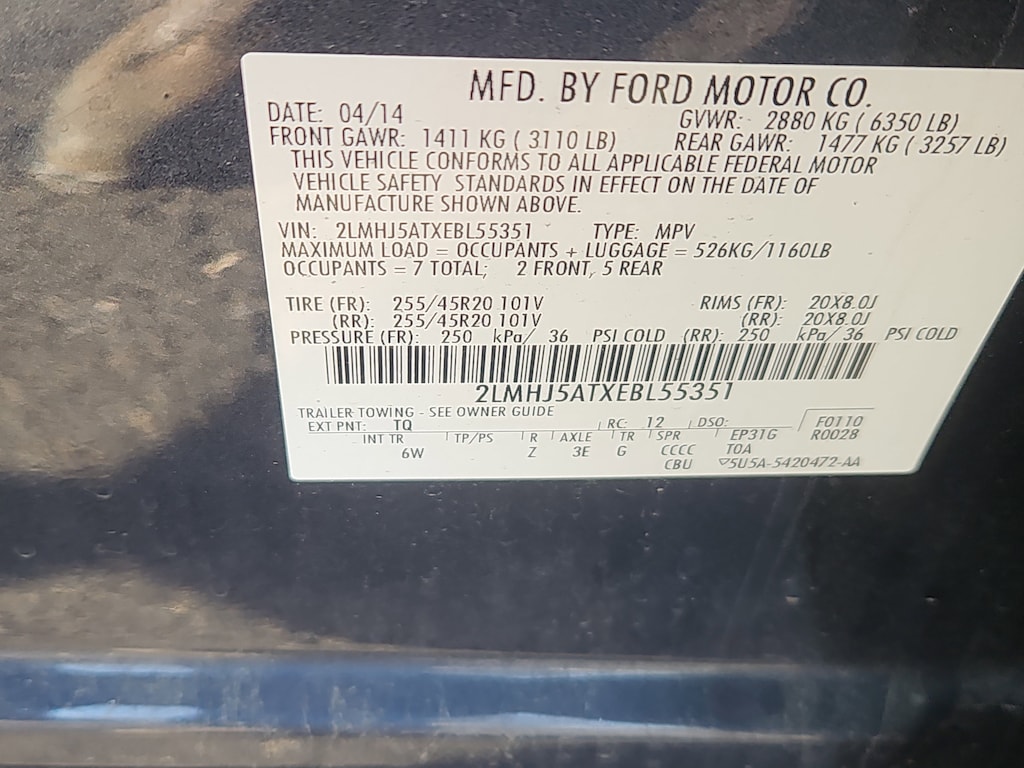 MFD. BY FORD MOTOR CO.
DATE: 04/14 GVWR: 2880 KG ( 6350 LB)
FRONT GAWR: 1411 KG ( 3110 LB) REAR GAWR: 1477 KG ( 3257 LB)
THIS VEHICLE CONFORMS TO ALL APPLICABLE FEDERAL MOTOR
VEHICLE SAFETY STANDARDS IN EFFECT ON THE DATE OF
MANUFACTURE SHOWN ABOVE.
VIN: 2LMHJ5ATXEBL55351 TYPE: MPV
MAXIMUM LOAD = OCCUPANTS + LUGGAGE = 526KG/1160LB
OCCUPANTS = 7 TOTAL; 2 FRONT, 5 REAR
TIRE (FR): 255/45R20 101V RIMS (FR): 20X8.0J
(RR): 255/45R20 101V (RR): 20X8.0J
PRESSURE (FR): 250 kPa/ 36 PSI COLD (RR): 250 kPa/ 36 PSI COLD
2LMHJ5ATXEBL55351
TRAILER TOWING - SEE OWNER GUIDE
EXT PNT: TQ RC: 12 DSO: F0110
INT TR TP/PS R AXLE TR SPR EP31G R0028
6W Z 3E G CCCC T0A
CBU ▽5U5A-5420472-AA